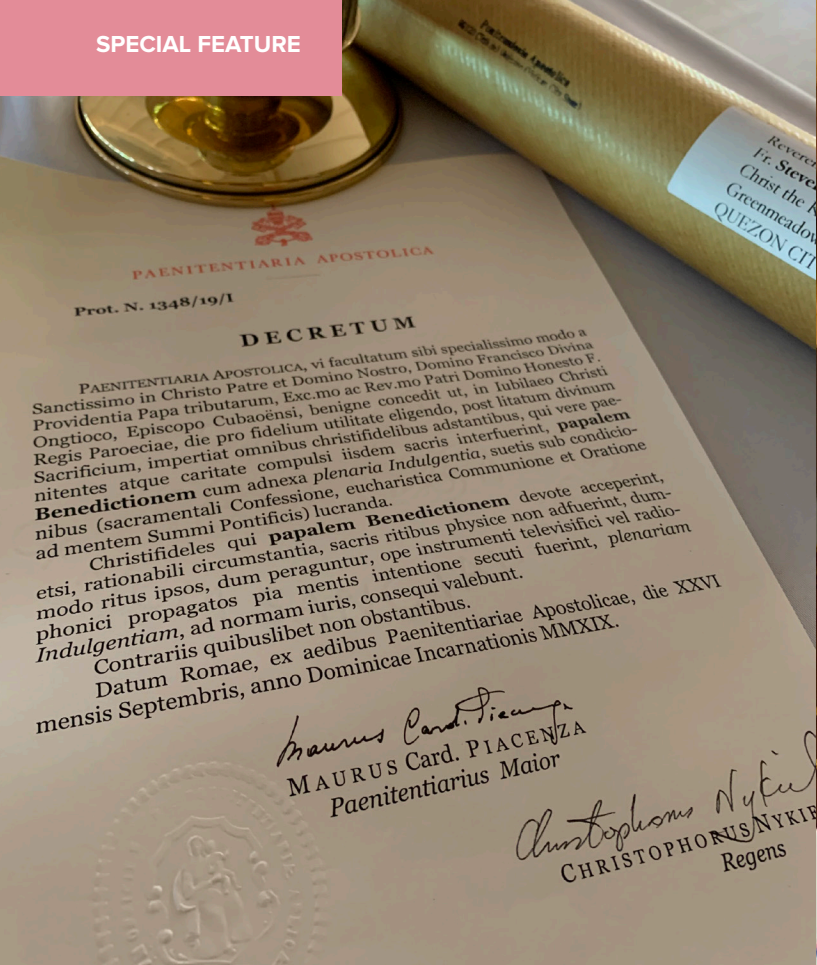 SPECIAL FEATURE
Penitenzieria Apostolica
Reverend
Fr. Steve
Christ the K
Greenmeadow
QUEZON CIT
PAENITENTIARIA APOSTOLICA
Prot. N. 1348/19/I
DECRETUM
PAENITENTIARIA APOSTOLICA, vi facultatum sibi specialissimo modo a
Sanctissimo in Christo Patre et Domino Nostro, Domino Francisco Divina
Providentia Papa tributarum, Exc.mo ac Rev.mo Patri Domino Honesto F.
Ongtioco, Episcopo Cubaoënsi, benigne concedit ut, in Iubilaeo Christi
Regis Paroeciae, die pro fidelium utilitate eligendo, post litatum divinum
Sacrificium, impertiat omnibus christifidelibus adstantibus, qui vere pae-
nitentes atque caritate compulsi iisdem sacris interfuerint, papalem
Benedictionem cum adnexa plenaria Indulgentia, suetis sub condicio-
nibus (sacramentali Confessione, eucharistica Communione et Oratione
ad mentem Summi Pontificis) lucranda.
Christifideles qui papalem Benedictionem devote acceperint,
etsi, rationabili circumstantia, sacris ritibus physice non adfuerint, dum-
modo ritus ipsos, dum peraguntur, ope instrumenti televisifici vel radio-
phonici propagatos pia mentis intentione secuti fuerint, plenariam
Indulgentiam, ad normam iuris, consequi valebunt.
Contrariis quibuslibet non obstantibus.
Datum Romae, ex aedibus Paenitentiariae Apostolicae, die XXVI
mensis Septembris, anno Dominicae Incarnationis MMXIX.
Maurus Card. Piacenza
MAURUS Card. PIACENZA
Paenitentiarius Maior
Christophorus Nykiel
CHRISTOPHORUS NYKIE
Regens